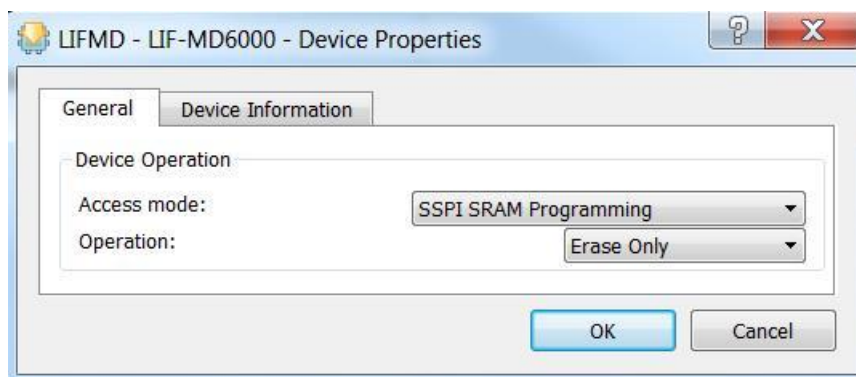 LIFMD - LIF-MD6000 - Device Properties
?
X
General Device Information
Device Operation
Access mode: SSPI SRAM Programming
Operation: Erase Only
OK Cancel